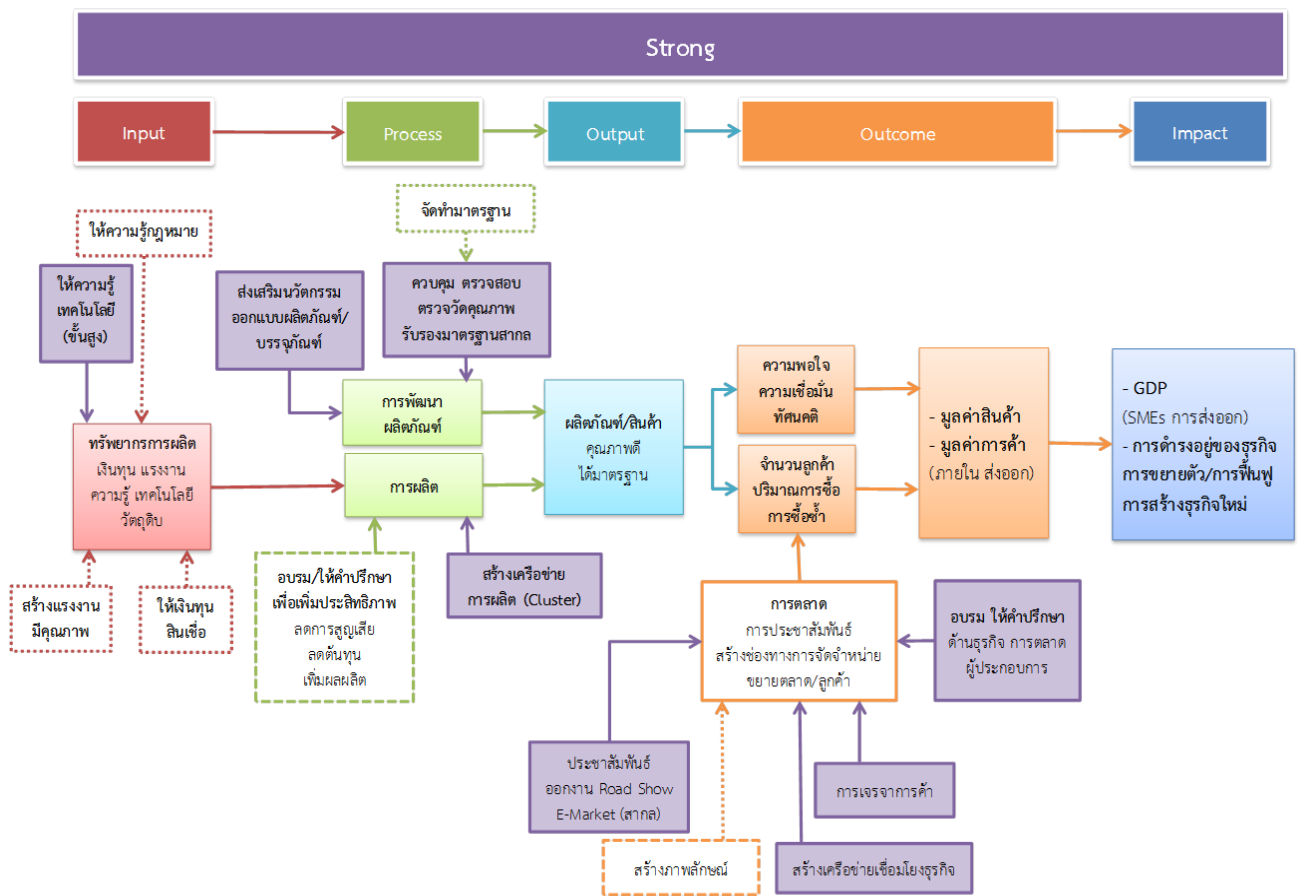 Strong
Input
Process
Output
Outcome
Impact
ให้ความรู้กฎหมาย
จัดทำมาตรฐาน
ให้ความรู้
เทคโนโลยี
(ขั้นสูง)
ส่งเสริมนวัตกรรม
ออกแบบผลิตภัณฑ์/
บรรจุภัณฑ์
ควบคุม ตรวจสอบ
ตรวจวัดคุณภาพ
รับรองมาตรฐานสากล
ทรัพยากรการผลิต
เงินทุน แรงงาน
ความรู้ เทคโนโลยี
วัตถุดิบ
การพัฒนา
ผลิตภัณฑ์
การผลิต
ผลิตภัณฑ์/สินค้า
คุณภาพดี
ได้มาตรฐาน
ความพอใจ
ความเชื่อมั่น
ทัศนคติ
จำนวนลูกค้า
ปริมาณการซื้อ
การซื้อซ้ำ
- มูลค่าสินค้า
- มูลค่าการค้า
(ภายใน ส่งออก)
- GDP
(SMEs การส่งออก)
- การดำรงอยู่ของธุรกิจ
การขยายตัว/การฟื้นฟู
การสร้างธุรกิจใหม่
สร้างแรงงาน
มีคุณภาพ
ให้เงินทุน
สินเชื่อ
อบรม/ให้คำปรึกษา
เพื่อเพิ่มประสิทธิภาพ
ลดการสูญเสีย
ลดต้นทุน
เพิ่มผลผลิต
สร้างเครือข่าย
การผลิต (Cluster)
การตลาด
การประชาสัมพันธ์
สร้างช่องทางการจัดจำหน่าย
ขยายตลาด/ลูกค้า
อบรม ให้คำปรึกษา
ด้านธุรกิจ การตลาด
ผู้ประกอบการ
ประชาสัมพันธ์
ออกงาน Road Show
E-Market (สากล)
การเจรจาการค้า
สร้างภาพลักษณ์
สร้างเครือข่ายเชื่อมโยงธุรกิจ